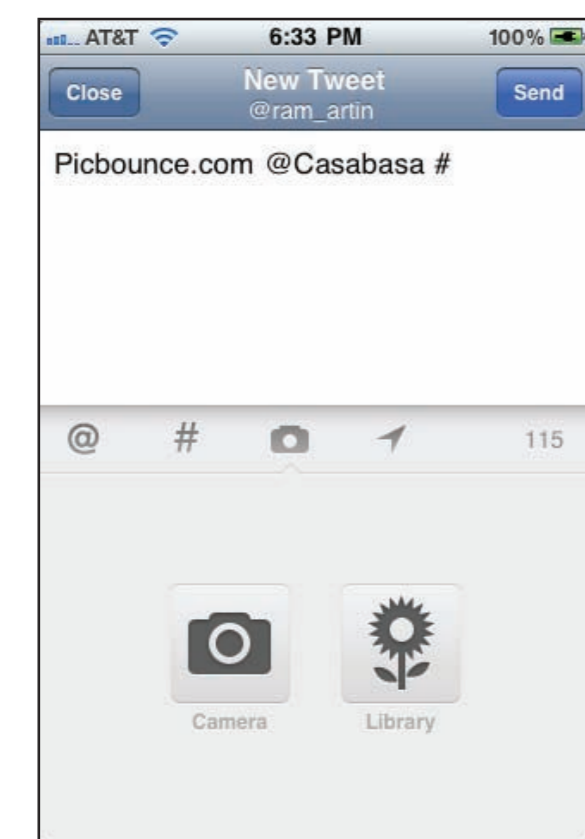 AT&T 6:33 PM 100%
Close New Tweet Send
@ram_artin
Picbounce.com @Casabasa #
@ # 115
Camera Library